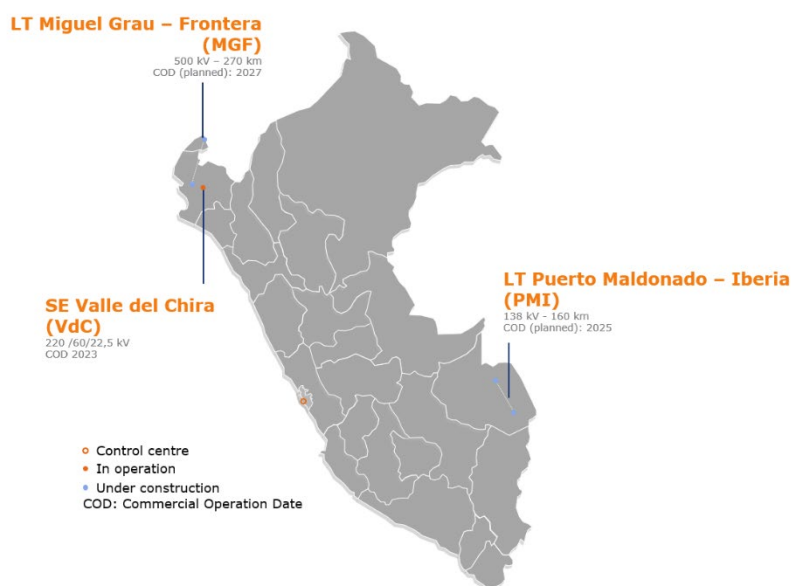 LT Miguel Grau – Frontera
(MGF)
500 kV – 270 km
COD (planned): 2027
SE Valle del Chira
(VdC)
220 /60/22,5 kV
COD 2023
LT Puerto Maldonado – Iberia
(PMI)
138 kV - 160 km
COD (planned): 2025
Control centre
In operation
Under construction
COD: Commercial Operation Date